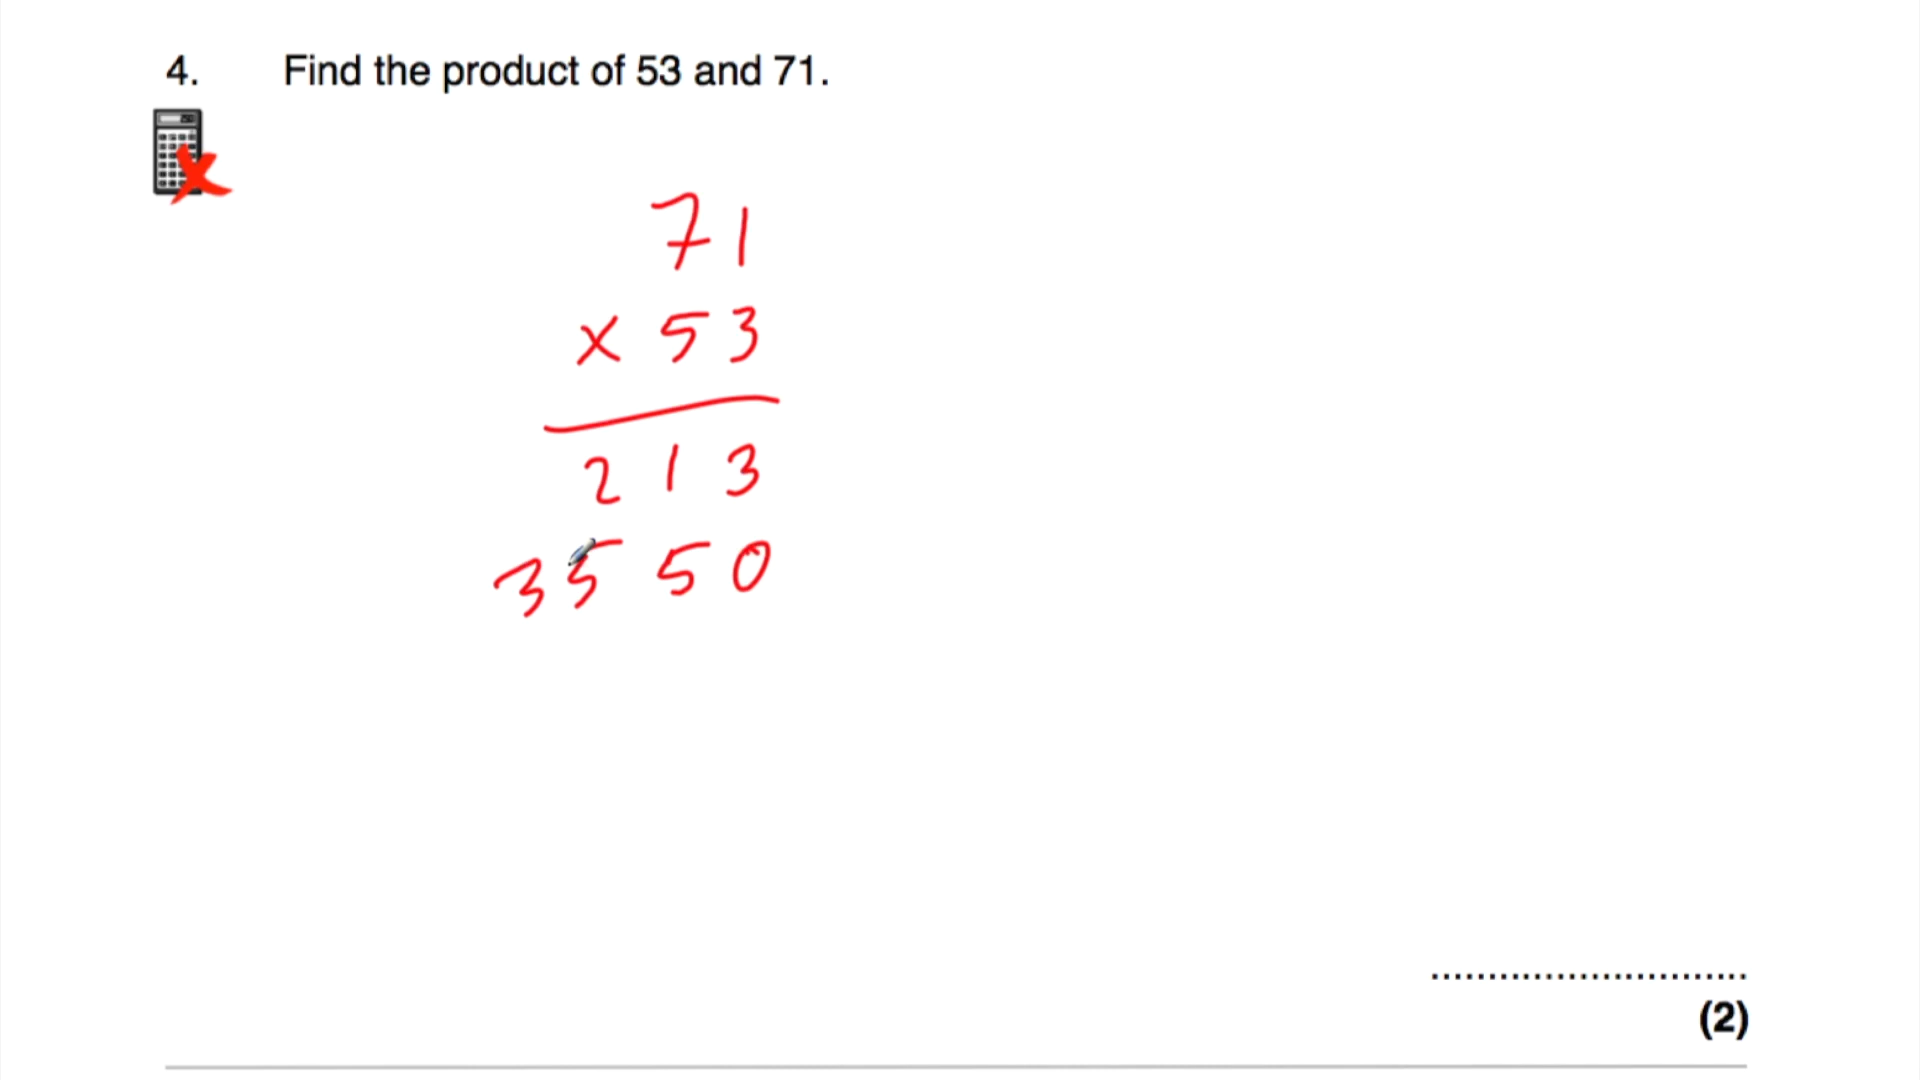 4. Find the product of 53 and 71.
71
x 53
213
3550
(2)